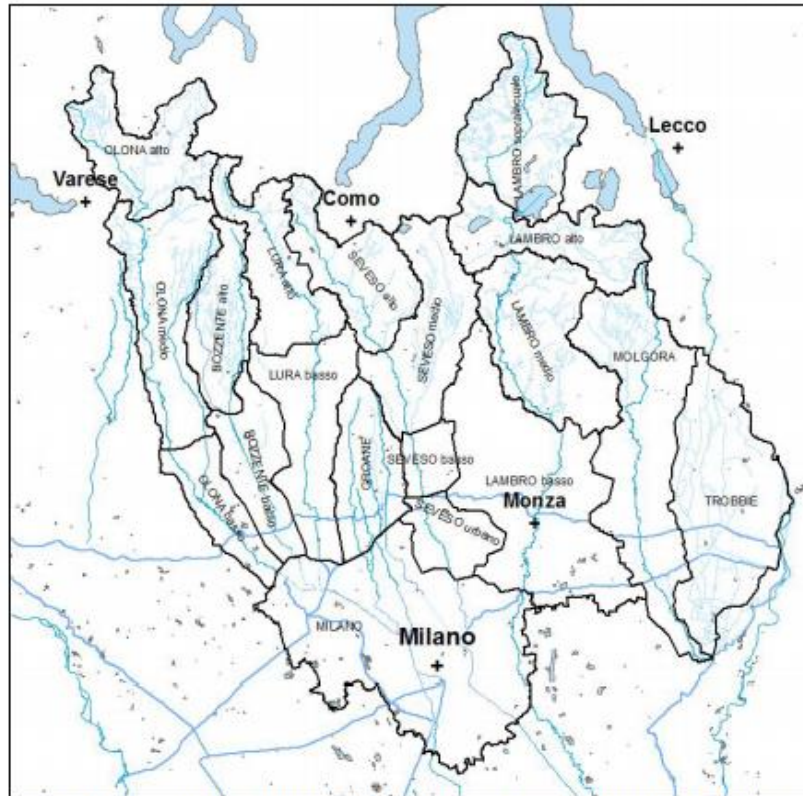 LAMBRO sopralacuale
Lecco
OLONA alto
Varese
Como
LAMBRO alto
LURA alto
SEVESO alto
SEVESO medio
OLONA medio
BOZZENTE alto
LAMBRO medio
MOLGORA
LURA basso
BOZZENTE basso
GROANE
SEVESO basso
LAMBRO basso
Monza
TROBBIE
OLONA basso
SEVESO urbano
MILANO
Milano